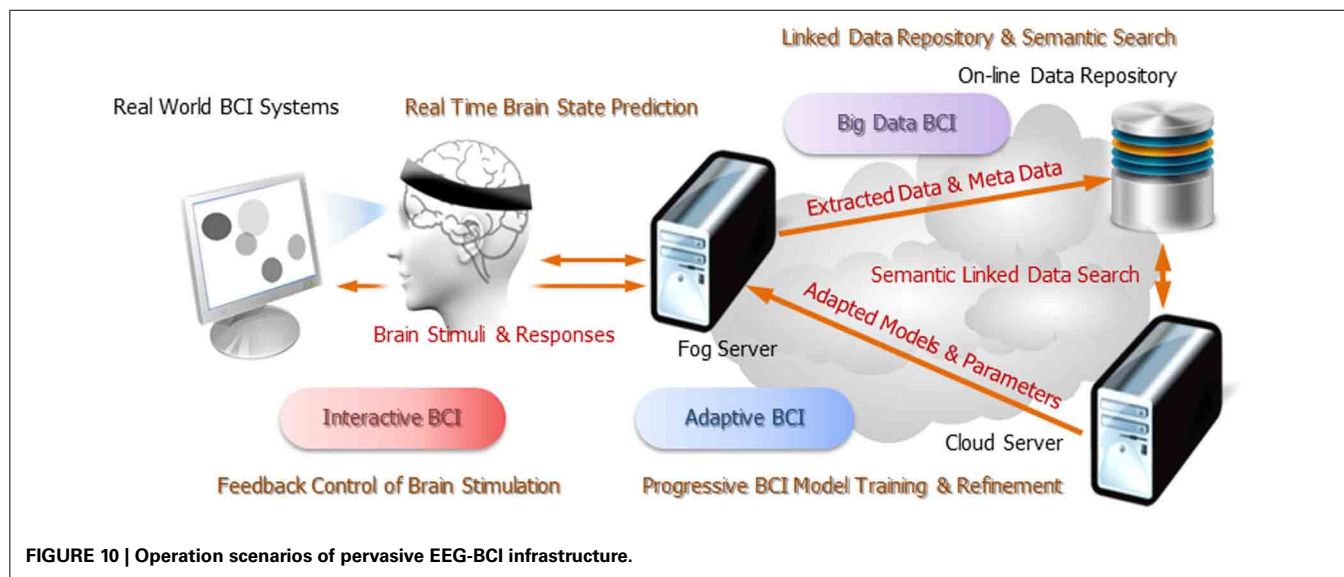 Linked Data Repository & Semantic Search
On-line Data Repository
Real World BCI Systems
Real Time Brain State Prediction
Big Data BCI
Extracted Data & Meta Data
Semantic Linked Data Search
Adapted Models & Parameters
Brain Stimuli & Responses
Fog Server
Interactive BCI
Adaptive BCI
Cloud Server
Feedback Control of Brain Stimulation
Progressive BCI Model Training & Refinement
FIGURE 10 | Operation scenarios of pervasive EEG-BCI infrastructure.